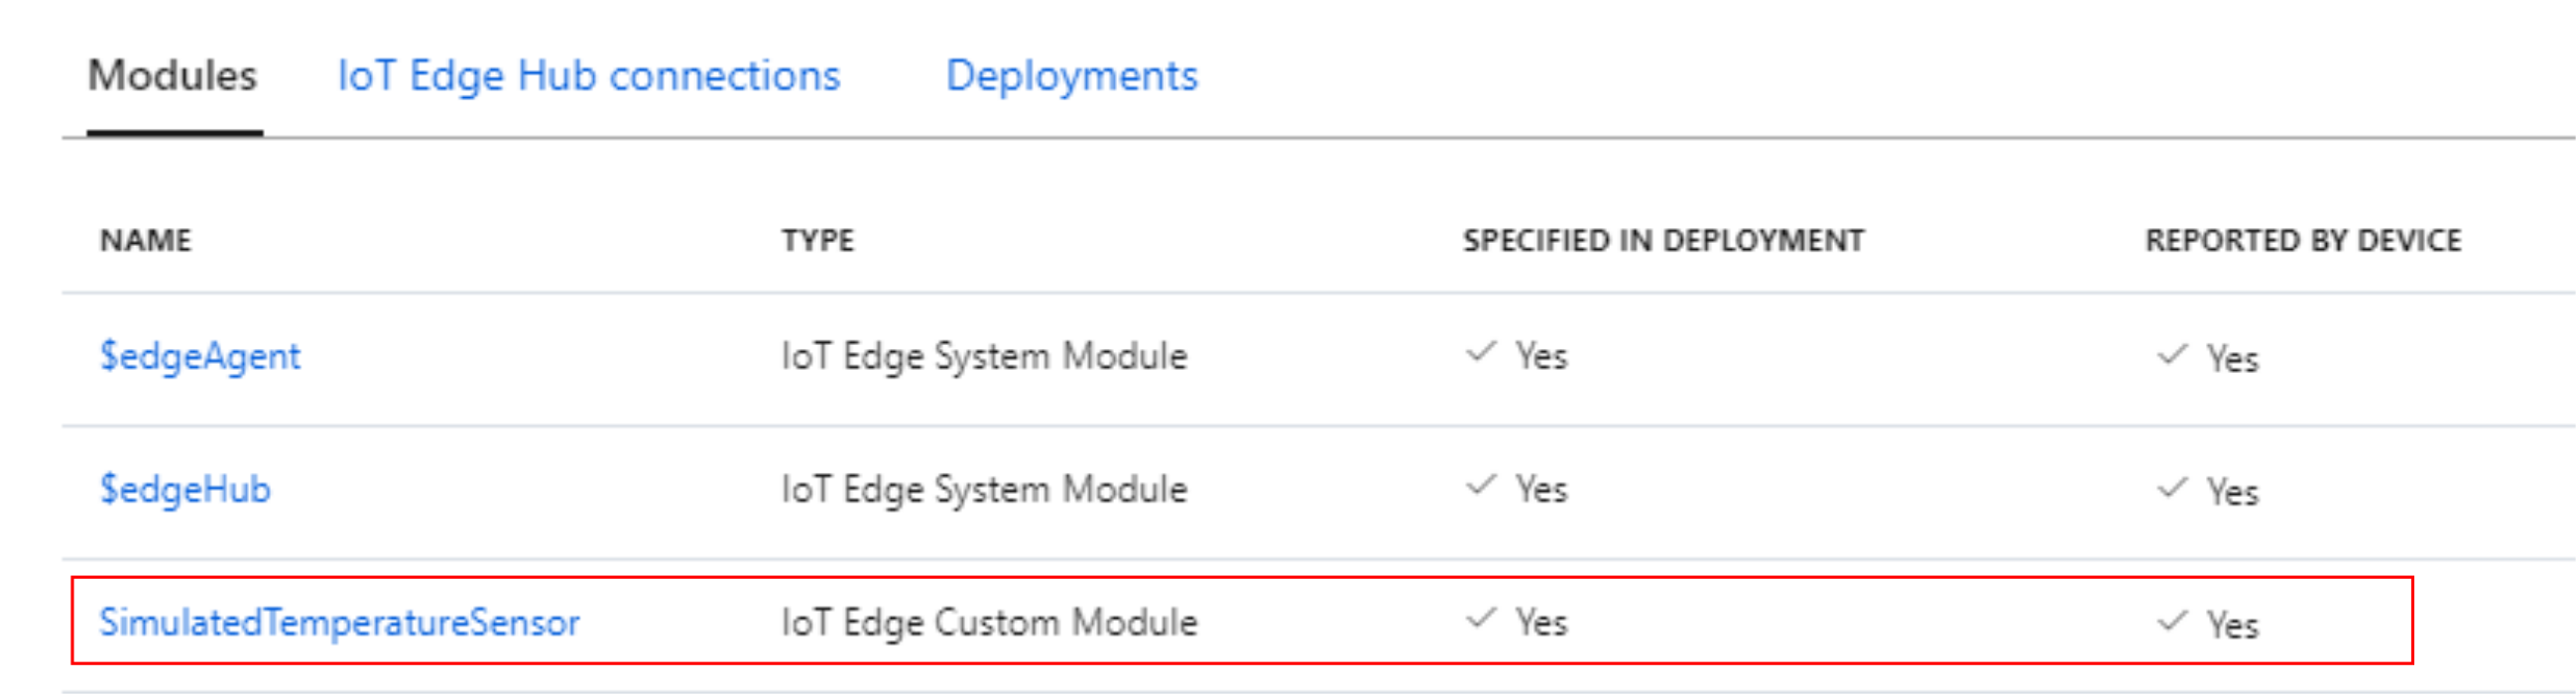 Modules IoT Edge Hub connections Deployments
NAME TYPE SPECIFIED IN DEPLOYMENT REPORTED BY DEVICE
$edgeAgent IoT Edge System Module Yes Yes
$edgeHub IoT Edge System Module Yes Yes
SimulatedTemperatureSensor IoT Edge Custom Module Yes Yes